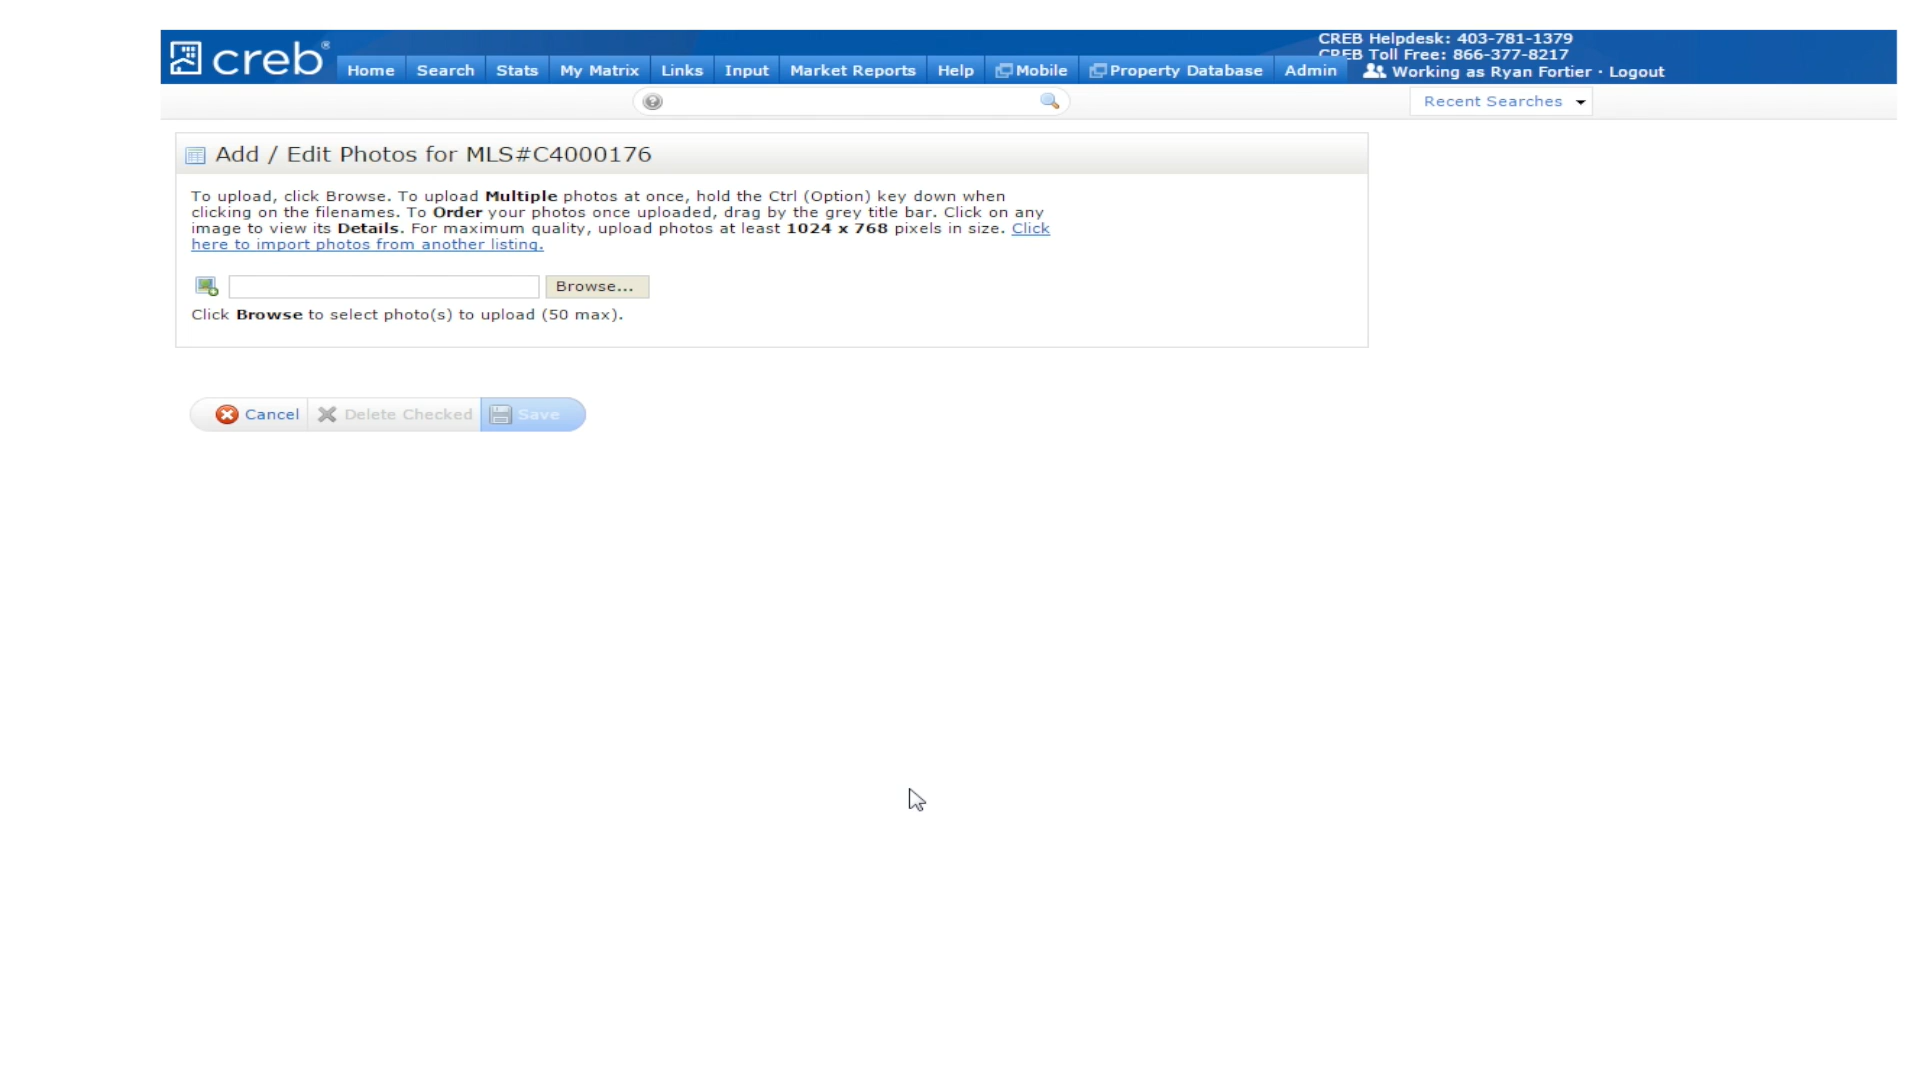 creb®
CREB Helpdesk: 403-781-1379
CREB Toll Free: 866-377-8217
Home Search Stats My Matrix Links Input Market Reports Help Mobile Property Database Admin Working as Ryan Fortier · Logout
Recent Searches
Add / Edit Photos for MLS#C4000176
To upload, click Browse. To upload Multiple photos at once, hold the Ctrl (Option) key down when
clicking on the filenames. To Order your photos once uploaded, drag by the grey title bar. Click on any
image to view its Details. For maximum quality, upload photos at least 1024 x 768 pixels in size. Click
here to import photos from another listing.
Browse...
Click Browse to select photo(s) to upload (50 max).
Cancel Delete Checked Save